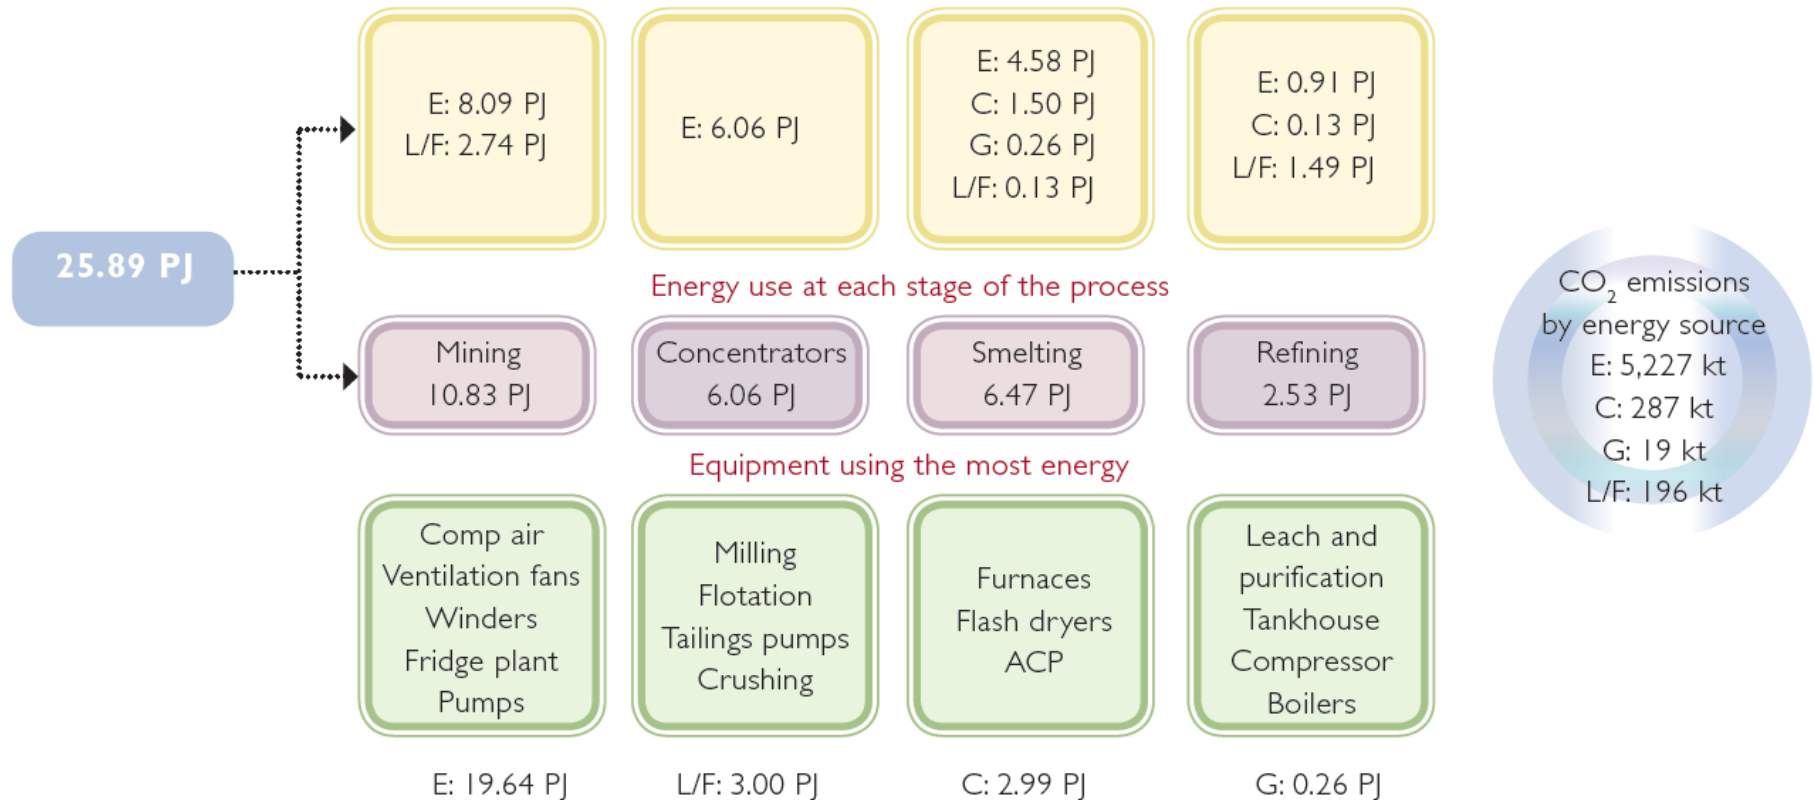 25.89 PJ
E: 8.09 PJ
L/F: 2.74 PJ
E: 6.06 PJ
E: 4.58 PJ
C: 1.50 PJ
G: 0.26 PJ
L/F: 0.13 PJ
E: 0.91 PJ
C: 0.13 PJ
L/F: 1.49 PJ
Energy use at each stage of the process
Mining
10.83 PJ
Concentrators
6.06 PJ
Smelting
6.47 PJ
Refining
2.53 PJ
Equipment using the most energy
Comp air
Ventilation fans
Winders
Fridge plant
Pumps
Milling
Flotation
Tailings pumps
Crushing
Furnaces
Flash dryers
ACP
Leach and
purification
Tankhouse
Compressor
Boilers
E: 19.64 PJ
L/F: 3.00 PJ
C: 2.99 PJ
G: 0.26 PJ
CO₂ emissions
by energy source
E: 5,227 kt
C: 287 kt
G: 19 kt
L/F: 196 kt